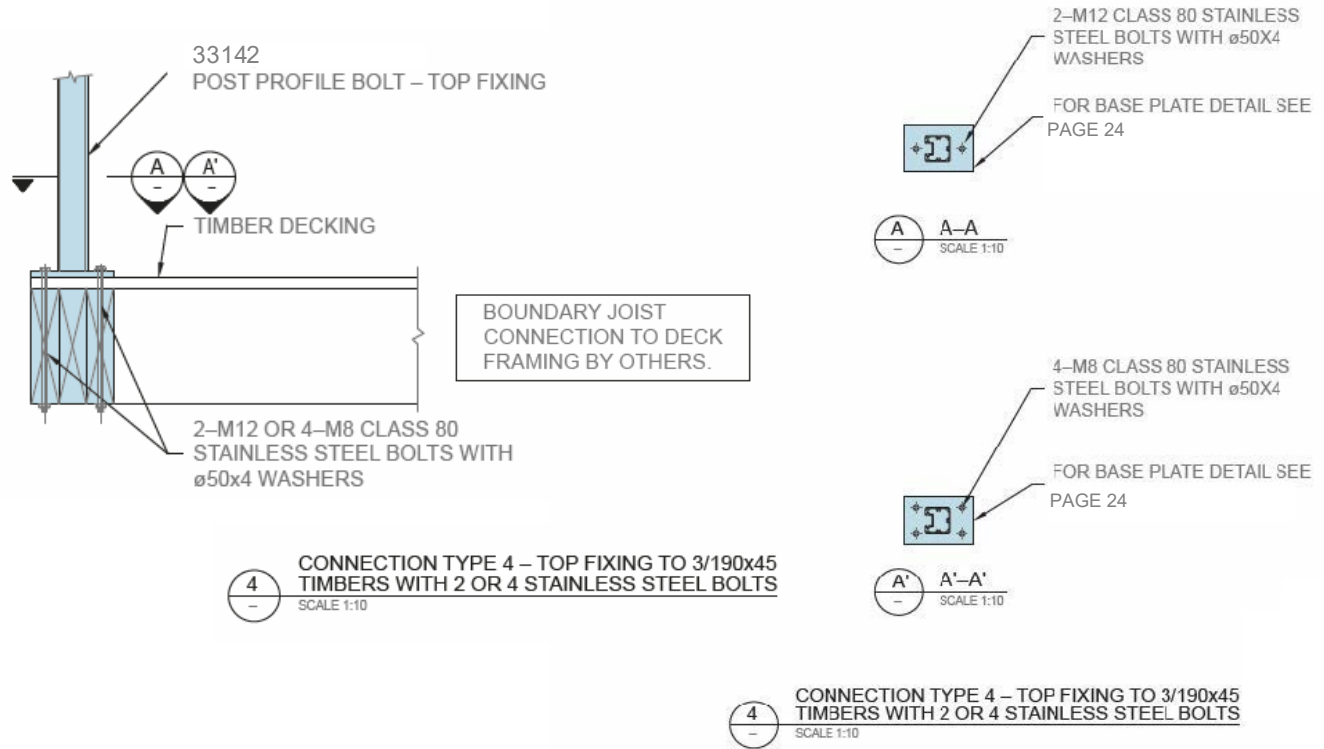 33142
POST PROFILE BOLT – TOP FIXING
A
–
A'
–
TIMBER DECKING
BOUNDARY JOIST
CONNECTION TO DECK
FRAMING BY OTHERS.
2–M12 OR 4–M8 CLASS 80
STAINLESS STEEL BOLTS WITH
ø50x4 WASHERS
4
–
CONNECTION TYPE 4 – TOP FIXING TO 3/190x45
TIMBERS WITH 2 OR 4 STAINLESS STEEL BOLTS
SCALE 1:10
2–M12 CLASS 80 STAINLESS
STEEL BOLTS WITH ø50X4
WASHERS
FOR BASE PLATE DETAIL SEE
PAGE 24
A
–
A–A
SCALE 1:10
4–M8 CLASS 80 STAINLESS
STEEL BOLTS WITH ø50X4
WASHERS
FOR BASE PLATE DETAIL SEE
PAGE 24
A'
–
A'–A'
SCALE 1:10
4
–
CONNECTION TYPE 4 – TOP FIXING TO 3/190x45
TIMBERS WITH 2 OR 4 STAINLESS STEEL BOLTS
SCALE 1:10